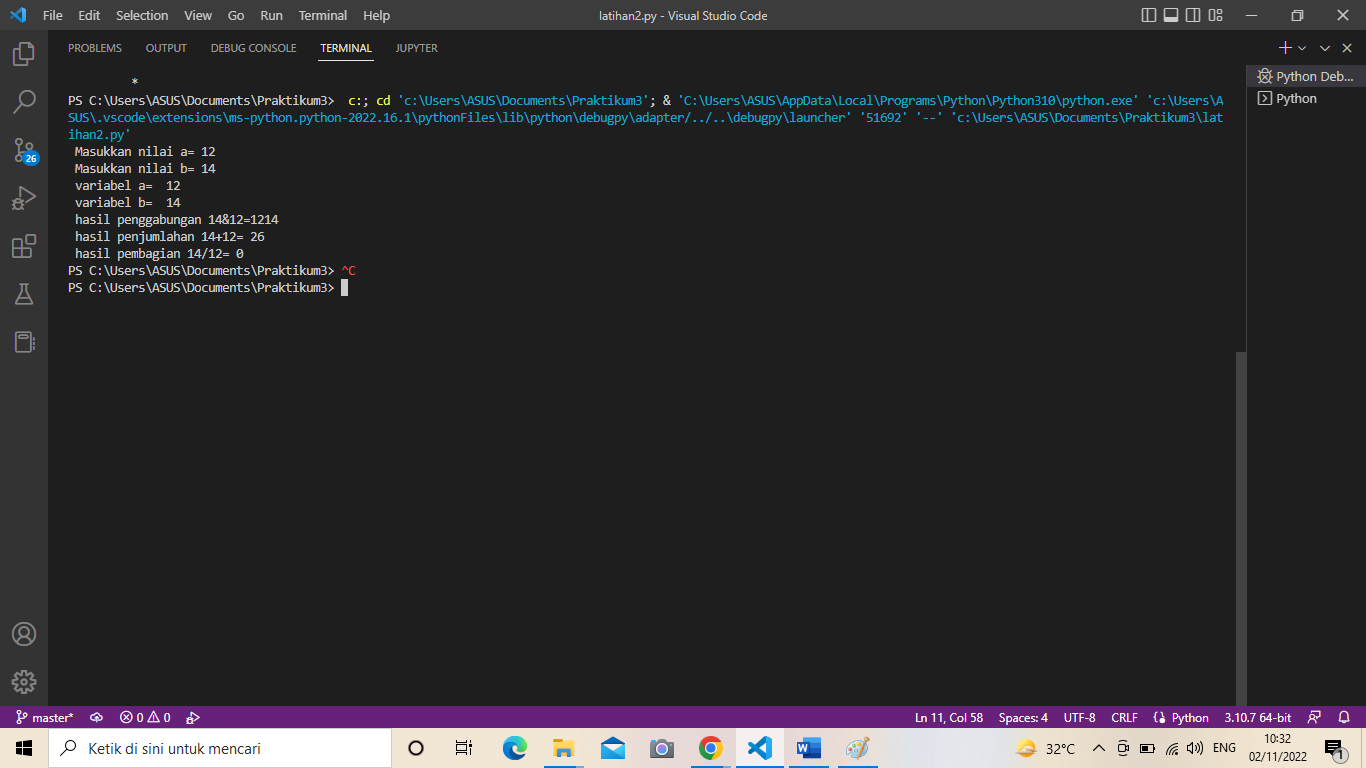 File Edit Selection View Go Run Terminal Help latihan2.py - Visual Studio Code
PROBLEMS OUTPUT DEBUG CONSOLE TERMINAL JUPYTER
*
PS C:\Users\ASUS\Documents\Praktikum3> c:; cd 'c:\Users\ASUS\Documents\Praktikum3'; & 'C:\Users\ASUS\AppData\Local\Programs\Python\Python310\python.exe' 'c:\Users\A
SUS\.vscode\extensions\ms-python.python-2022.16.1\pythonFiles\lib\python\debugpy\adapter/../..\debugpy\launcher' '51692' '--' 'c:\Users\ASUS\Documents\Praktikum3\lat
ihan2.py'
Masukkan nilai a= 12
Masukkan nilai b= 14
variabel a=  12
variabel b=  14
hasil penggabungan 14&12=1214
hasil penjumlahan 14+12= 26
hasil pembagian 14/12= 0
PS C:\Users\ASUS\Documents\Praktikum3> ^C
PS C:\Users\ASUS\Documents\Praktikum3>
Python Deb...
Python
26
master* 0 0 Ln 11, Col 58 Spaces: 4 UTF-8 CRLF Python 3.10.7 64-bit
Ketik di sini untuk mencari 32°C ENG 10:32
02/11/2022 1